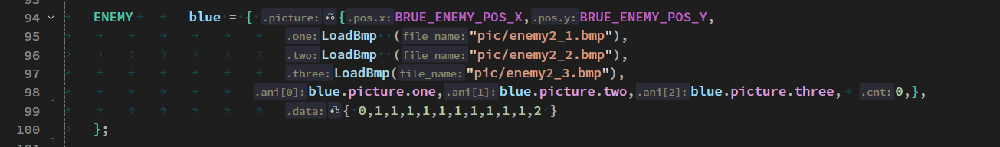 93
94 ENEMY blue = { .picture: {.pos.x: BRUE_ENEMY_POS_X, .pos.y: BRUE_ENEMY_POS_Y,
95 .one: LoadBmp (file_name: "pic/enemy2_1.bmp"),
96 .two: LoadBmp (file_name: "pic/enemy2_2.bmp"),
97 .three: LoadBmp(file_name: "pic/enemy2_3.bmp"),
98 .ani[0]: blue.picture.one, .ani[1]: blue.picture.two, .ani[2]: blue.picture.three, .cnt: 0,},
99 .data: { 0,1,1,1,1,1,1,1,1,1,1,2 }
100 };
101